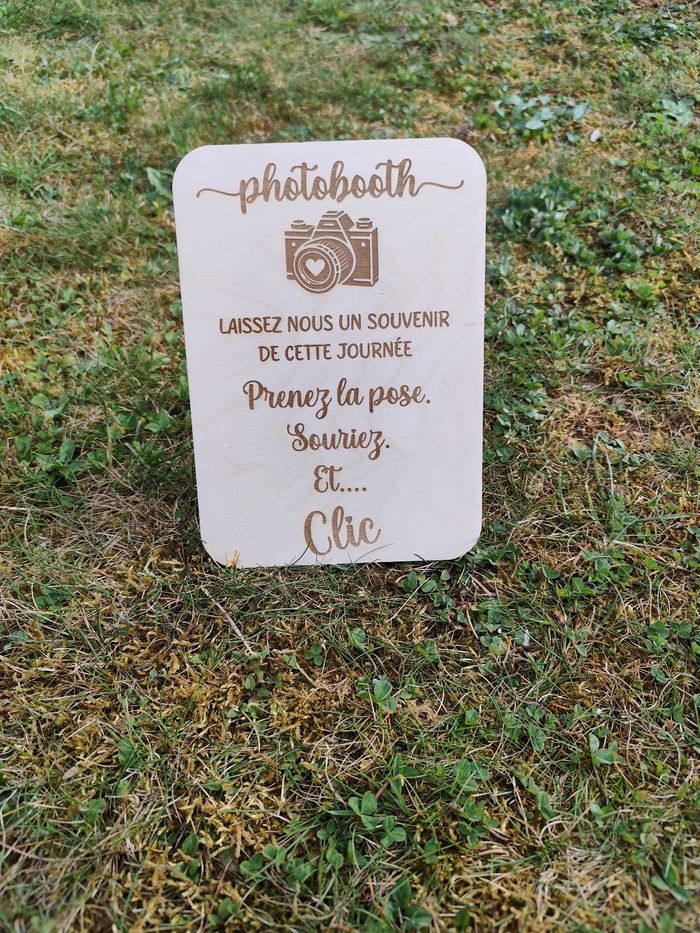 photobooth
LAISSEZ NOUS UN SOUVENIR
DE CETTE JOURNÉE
Prenez la pose.
Souriez.
Et....
Clic